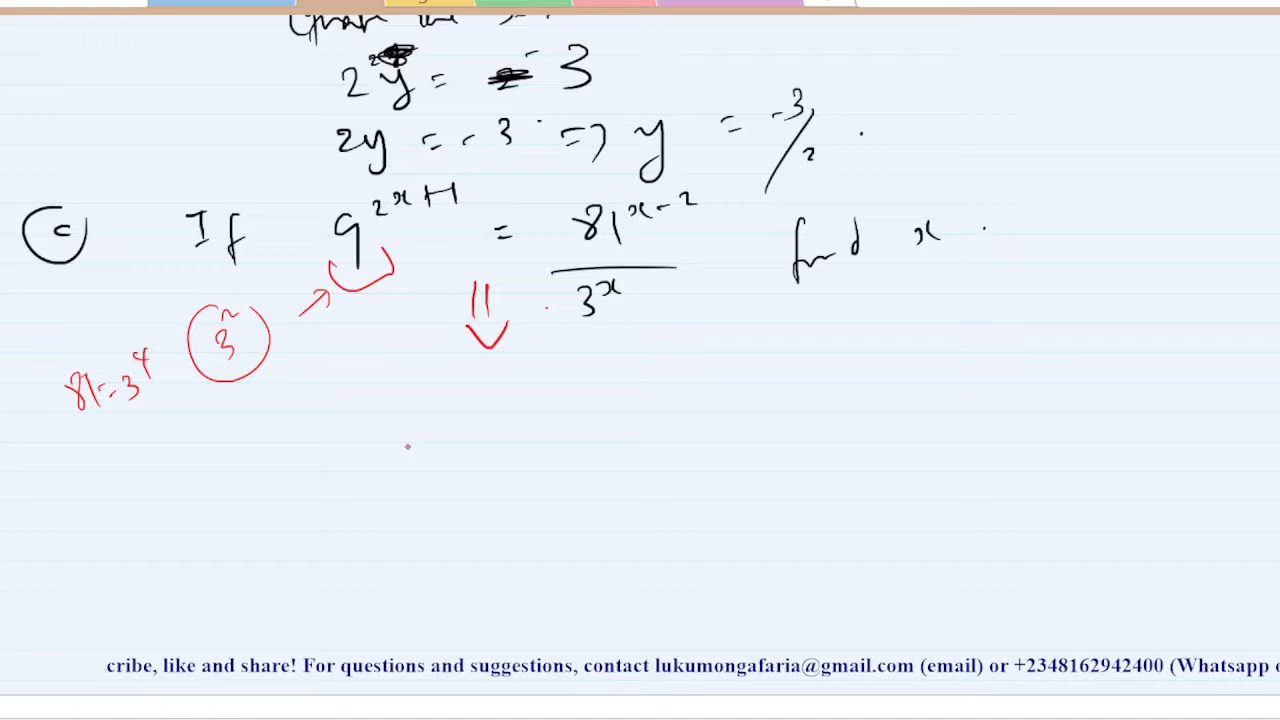 2y = -3
2y = -3 => y = -3/2 .
(c) If 9^{2x+1} = 81^{x-2} / 3^x find x .
3^2
81=3^4
cribe, like and share! For questions and suggestions, contact lukumongafaria@gmail.com (email) or +2348162942400 (Whatsapp o